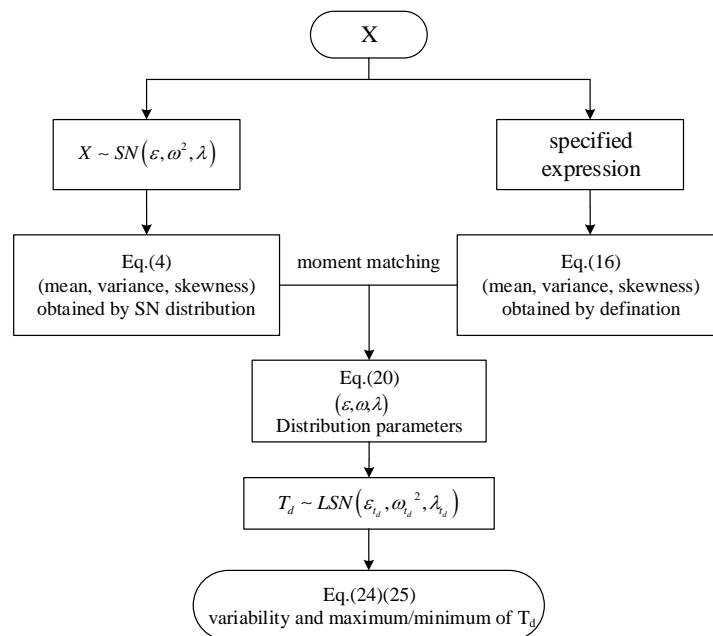 X
X ~ SN(ε, ω², λ)
specified
expression
Eq.(4)
(mean, variance, skewness)
obtained by SN distribution
moment matching
Eq.(16)
(mean, variance, skewness)
obtained by defination
Eq.(20)
(ε, ω, λ)
Distribution parameters
T_d ~ LSN(ε_{t_d}, ω_{t_d}², λ_{t_d})
Eq.(24)(25)
variability and maximum/minimum of T_d